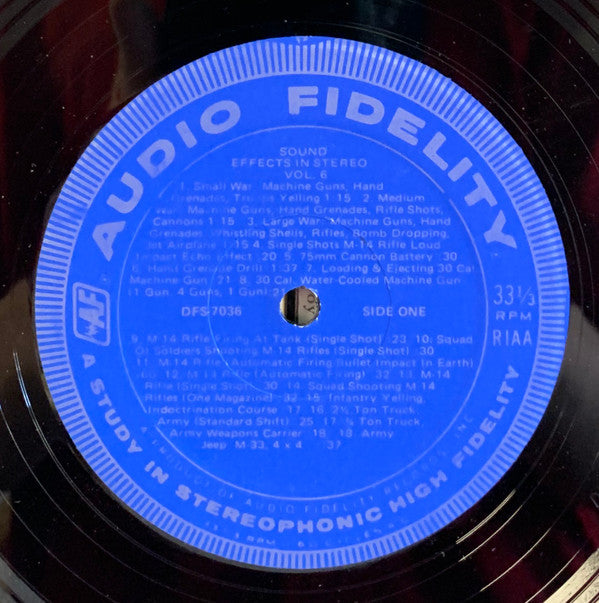 AUDIO FIDELITY
SOUND
EFFECTS IN STEREO
VOL. 6
1. Small War: Machine Guns, Hand
Grenades, Troops Yelling 1:15 2. Medium
War: Machine Guns, Hand Grenades, Rifle Shots,
Cannons 1:15 3. Large War: Machine Guns, Hand
Grenades, Whistling Shells, Rifles, Bomb Dropping,
Jet Airplane 1:15 4. Single Shots M-14 Rifle Loud
Impact Echo Effect :20 5. 75mm Cannon Battery :30
6. Hand Grenade Drill 1:37 7. Loading & Ejecting 30 Cal.
Machine Gun :21 8. 30 Cal. Water-Cooled Machine Gun
(1 Gun, 4 Guns, 1 Gun)
AF
33⅓
RPM
RIAA
DFS 7036
SIDE ONE
9. M-14 Rifle Firing At Tank (Single Shot) :23 10. Squad
Of Soldiers Shooting M-14 Rifles (Single Shot) :30
11. M-14 Rifle (Automatic Firing/Bullet Impact In Earth)
12. M-14 Rifle (Automatic Firing) :32 13. M-14
Rifle (Single Shot) :30 14. Squad Shooting M-14
Rifles (One Magazine) :32 15. Infantry Yelling,
Indoctrination Course :17 16. 2½ Ton Truck,
Army (Standard Shift) :25 17. ¾ Ton Truck,
Army Weapons Carrier :18 18. Army
Jeep M-33, 4 x 4 :37
A PRODUCT OF AUDIO FIDELITY RECORDS, INC.
A STUDY IN STEREOPHONIC HIGH FIDELITY